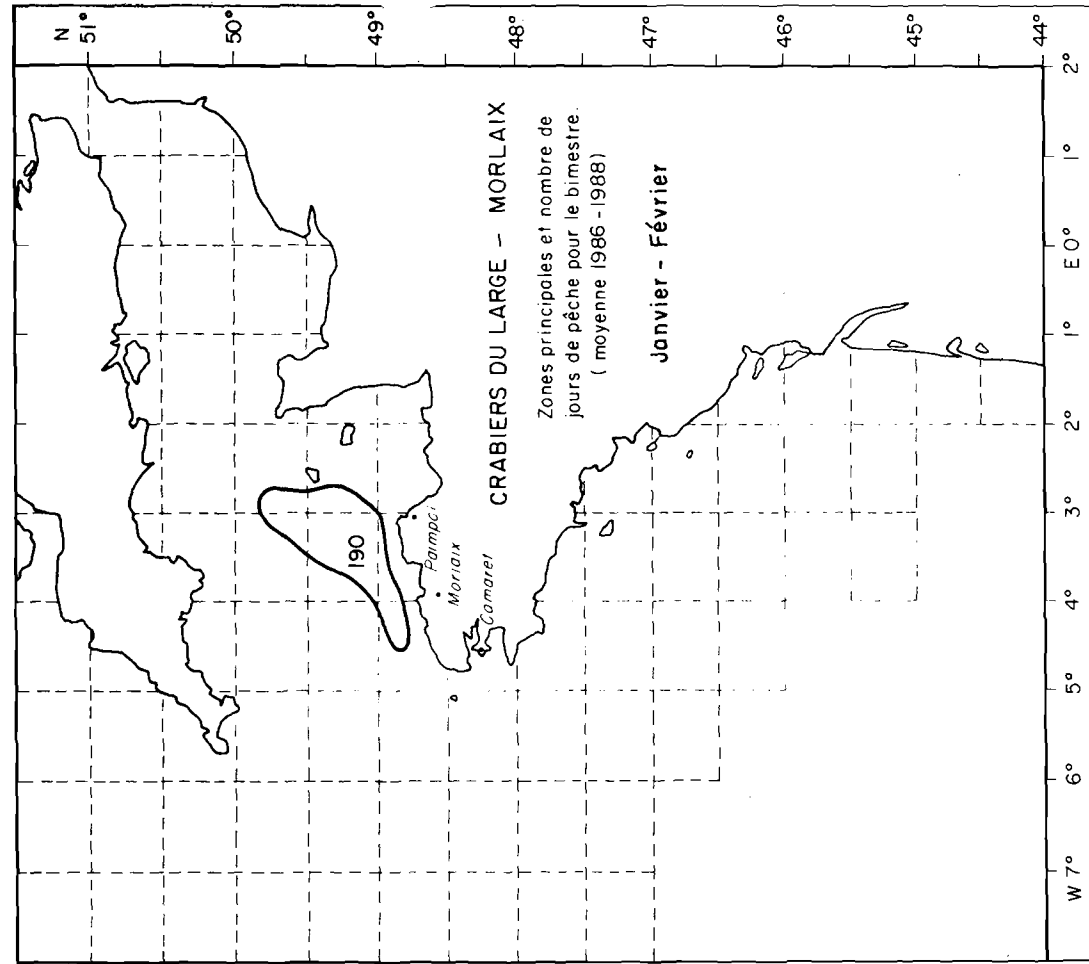 CRABIERS DU LARGE - MORLAIX
Zones principales et nombre de
jours de pêche pour le bimestre.
( moyenne 1986 - 1988)
Janvier - Février
190
Paimpol
Morlaix
Camaret
N
51°
50°
49°
48°
47°
46°
45°
44°
W 7°
6°
5°
4°
3°
2°
1°
E 0°
1°
2°